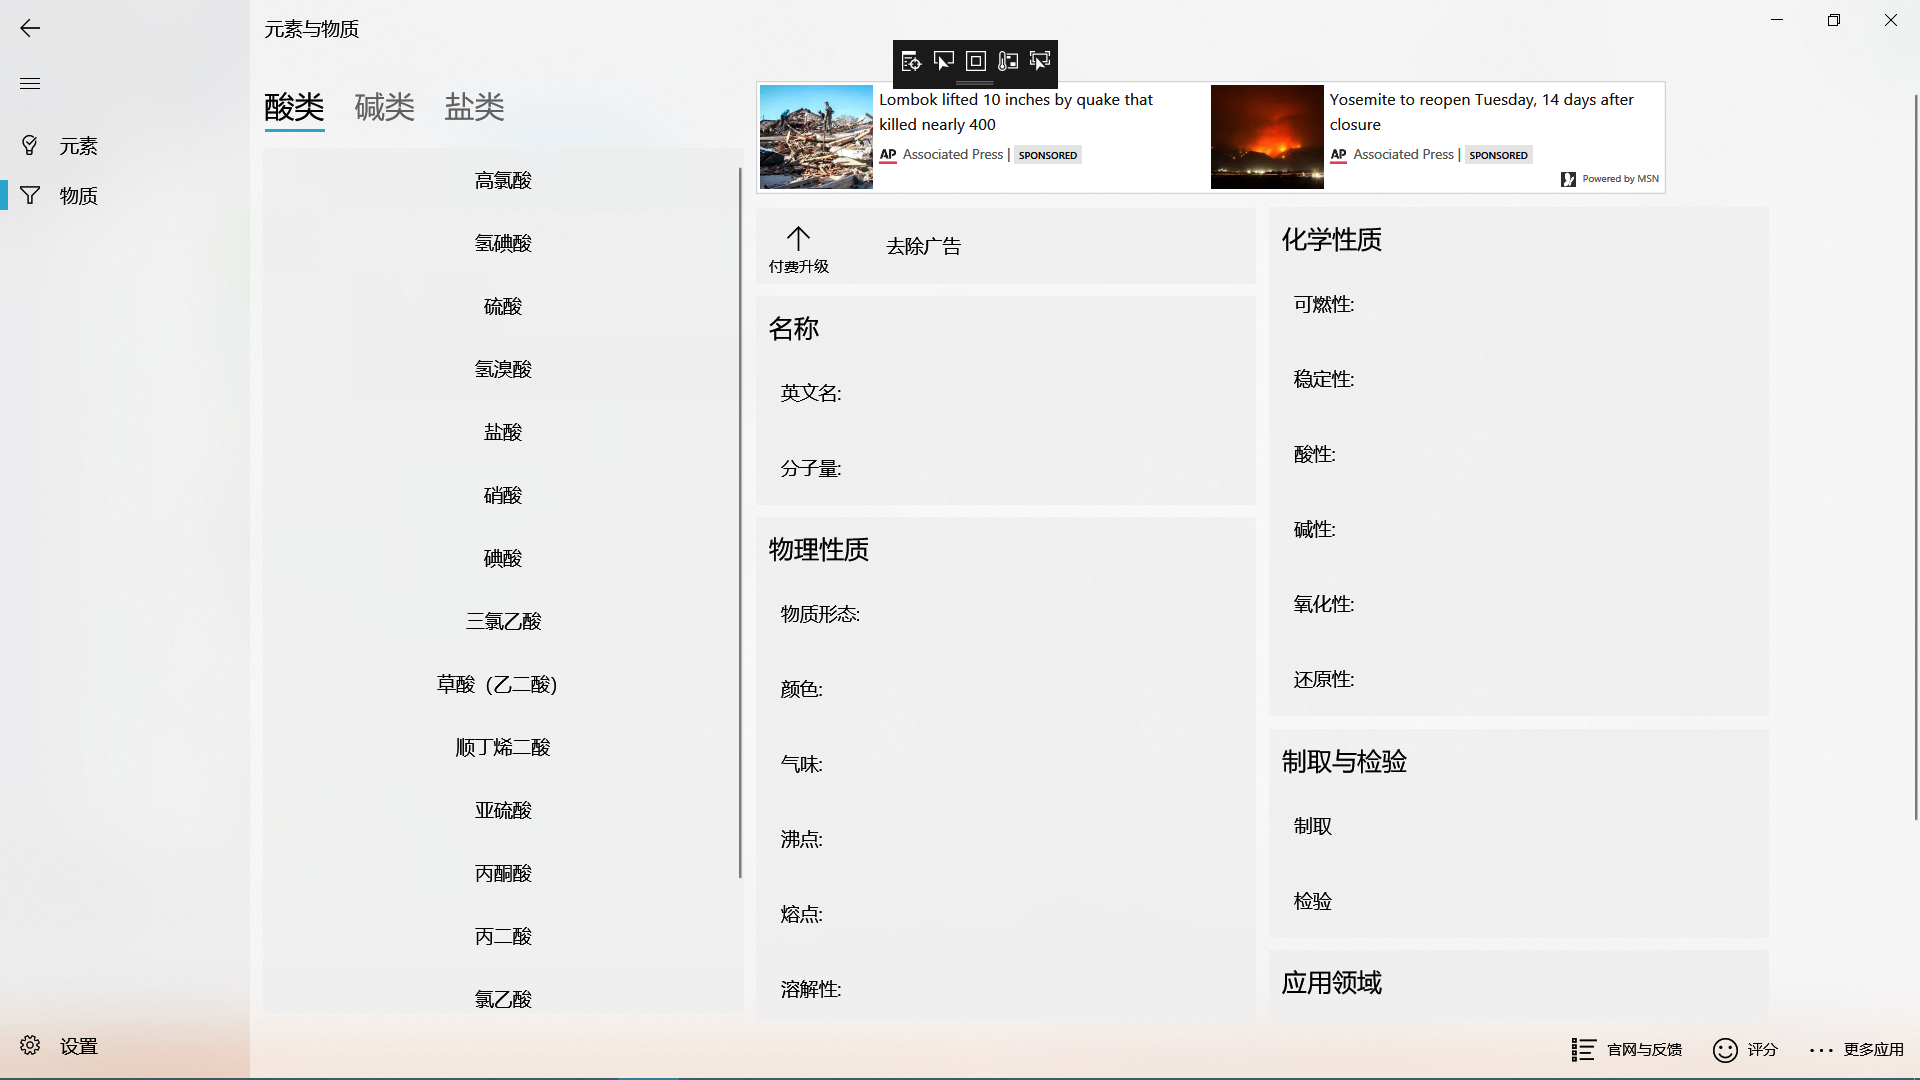 元素与物质
元素
物质
设置
酸类
碱类
盐类
高氯酸
氢碘酸
硫酸
氢溴酸
盐酸
硝酸
碘酸
三氯乙酸
草酸（乙二酸)
顺丁烯二酸
亚硫酸
丙酮酸
丙二酸
氯乙酸
Lombok lifted 10 inches by quake that
killed nearly 400
AP Associated Press | SPONSORED
Yosemite to reopen Tuesday, 14 days after
closure
AP Associated Press | SPONSORED
Powered by MSN
付费升级
去除广告
名称
英文名:
分子量:
物理性质
物质形态:
颜色:
气味:
沸点:
熔点:
溶解性:
化学性质
可燃性:
稳定性:
酸性:
碱性:
氧化性:
还原性:
制取与检验
制取
检验
应用领域
官网与反馈
评分
更多应用